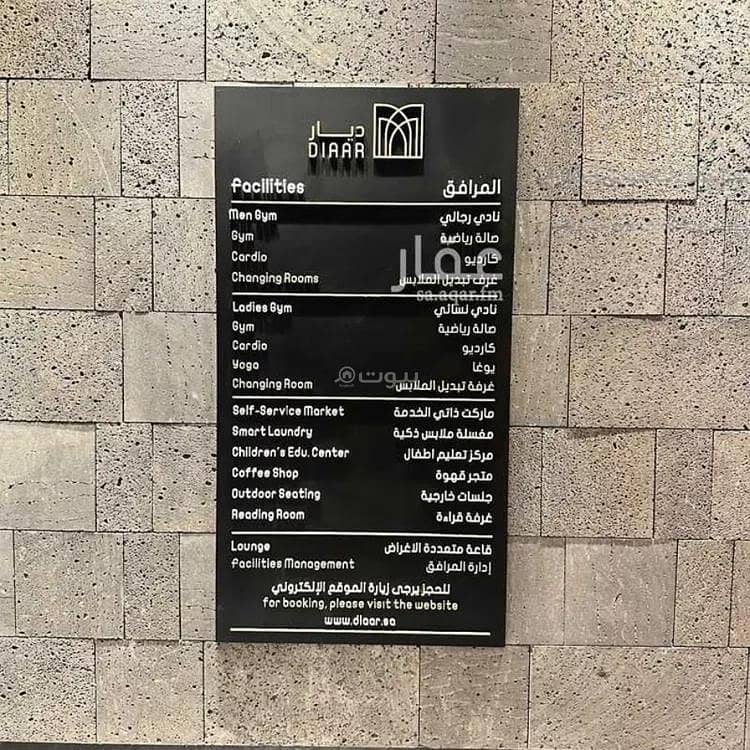 ديار
DIAAR
Facilities المرافق
Men Gym نادي رجالي
Gym صالة رياضية
Cardio كارديو
Changing Rooms غرف تبديل الملابس
عقار
sa.aqar.fm
Ladies Gym نادي نسائي
Gym صالة رياضية
Cardio كارديو
Yoga يوغا
بيوت
Changing Room غرفة تبديل الملابس
Self-Service Market ماركت ذاتي الخدمة
Smart Laundry مغسلة ملابس ذكية
Children's Edu. Center مركز تعليم اطفال
Coffee Shop متجر قهوة
Outdoor Seating جلسات خارجية
Reading Room غرفة قراءة
Lounge قاعة متعددة الاغراض
Facilities Management إدارة المرافق
للحجز يرجى زيارة الموقع الإلكتروني
for booking, please visit the website
www.diaar.sa